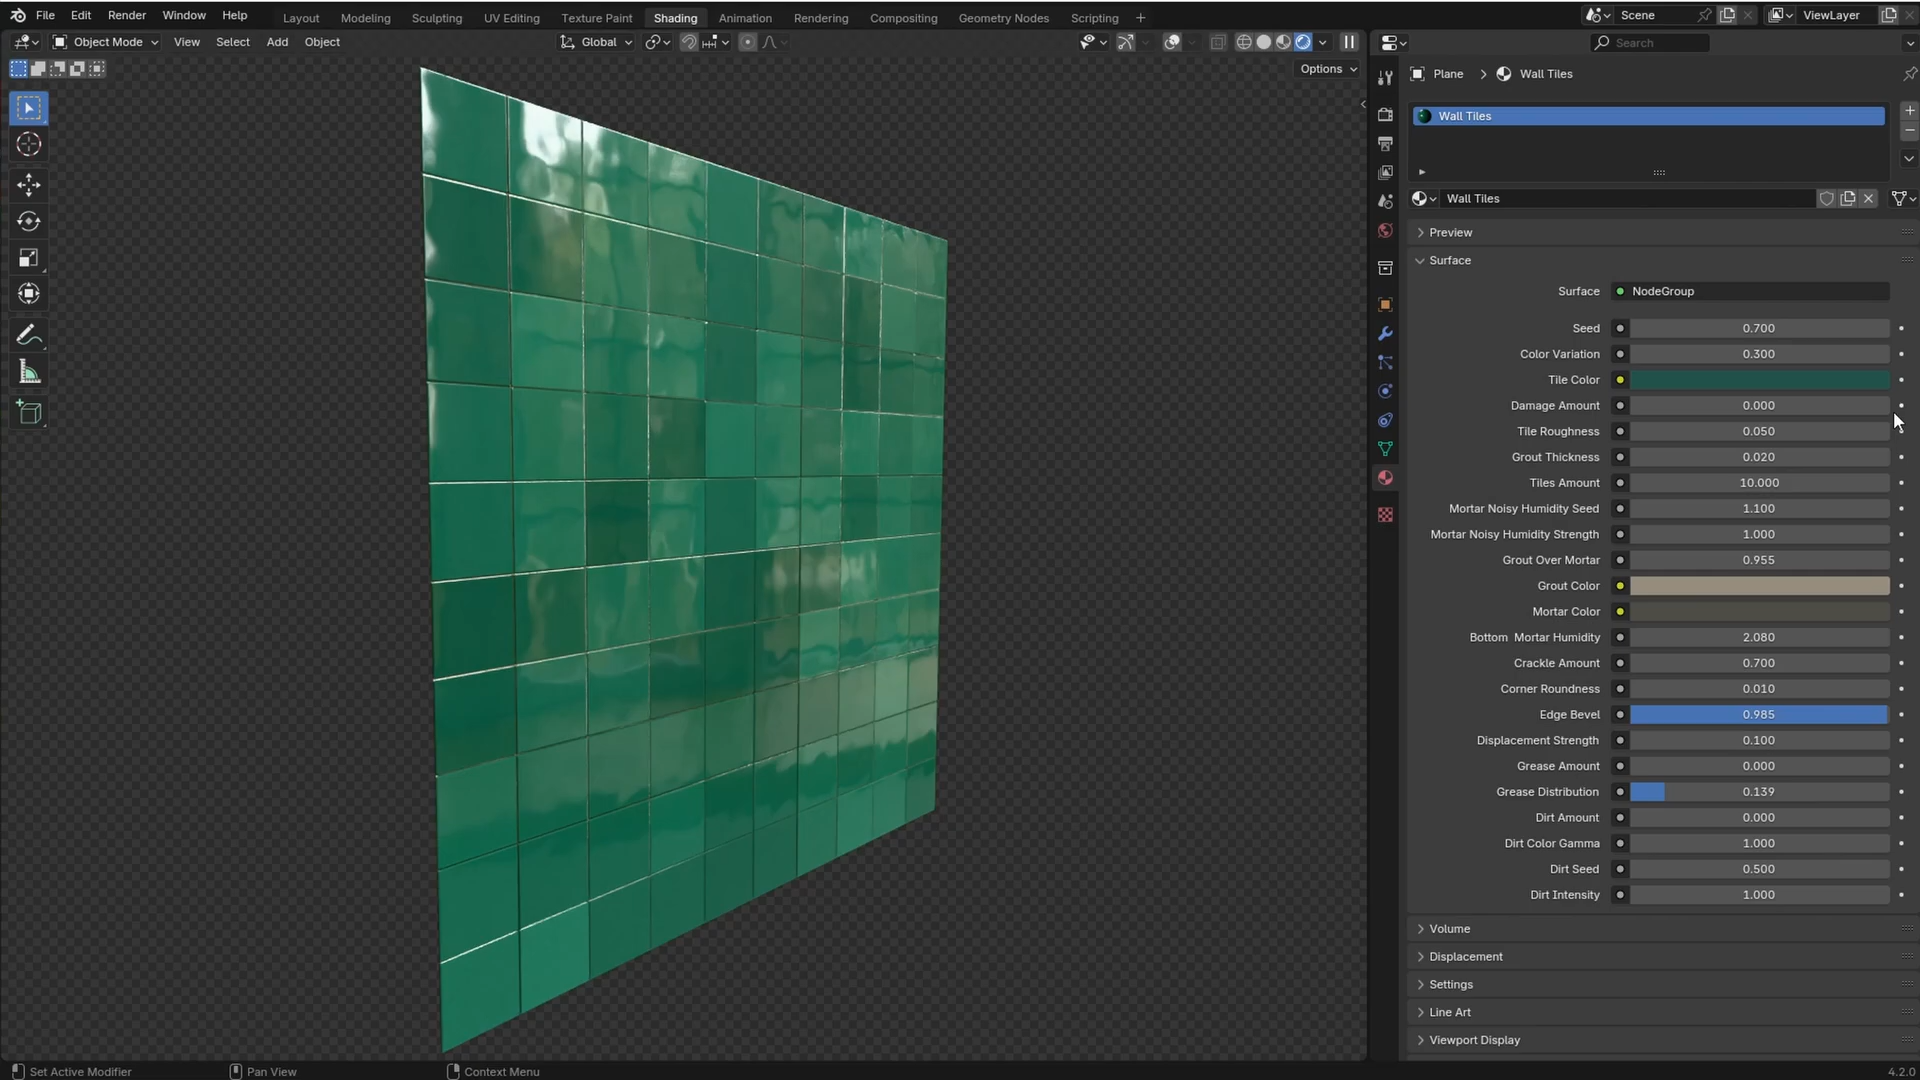 File Edit Render Window Help Layout Modeling Sculpting UV Editing Texture Paint Shading Animation Rendering Compositing Geometry Nodes Scripting + Scene ViewLayer
Object Mode View Select Add Object Global Search
Options
Plane Wall Tiles
Wall Tiles
Wall Tiles
Preview
Surface
Surface NodeGroup
Seed 0.700
Color Variation 0.300
Tile Color
Damage Amount 0.000
Tile Roughness 0.050
Grout Thickness 0.020
Tiles Amount 10.000
Mortar Noisy Humidity Seed 1.100
Mortar Noisy Humidity Strength 1.000
Grout Over Mortar 0.955
Grout Color
Mortar Color
Bottom Mortar Humidity 2.080
Crackle Amount 0.700
Corner Roundness 0.010
Edge Bevel 0.985
Displacement Strength 0.100
Grease Amount 0.000
Grease Distribution 0.139
Dirt Amount 0.000
Dirt Color Gamma 1.000
Dirt Seed 0.500
Dirt Intensity 1.000
Volume
Displacement
Settings
Line Art
Viewport Display
Set Active Modifier Pan View Context Menu 4.2.0